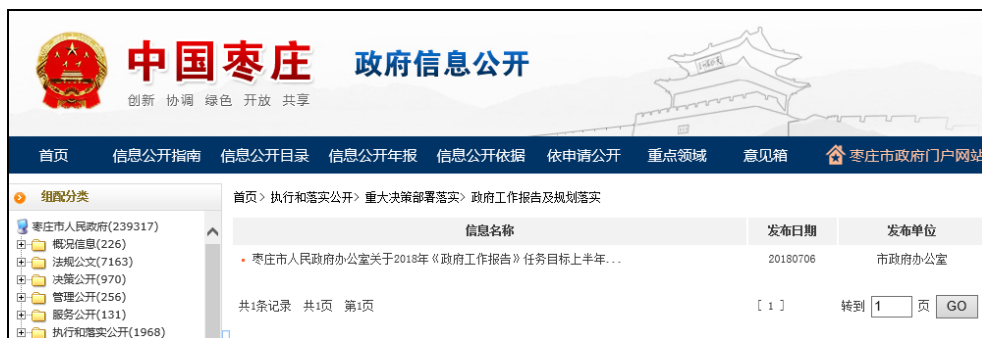 中国枣庄 政府信息公开
创新 协调 绿色 开放 共享
首页 信息公开指南 信息公开目录 信息公开年报 信息公开依据 依申请公开 重点领域 意见箱 枣庄市政府门户网站
组配分类
首页> 执行和落实公开> 重大决策部署落实> 政府工作报告及规划落实
枣庄市人民政府(239317)
概况信息(226)
法规公文(7163)
决策公开(970)
管理公开(256)
服务公开(131)
执行和落实公开(1968)
信息名称 发布日期 发布单位
枣庄市人民政府办公室关于2018年《政府工作报告》任务目标上半年... 20180706 市政府办公室
共1条记录 共1页 第1页 [ 1 ] 转到 1 页 GO